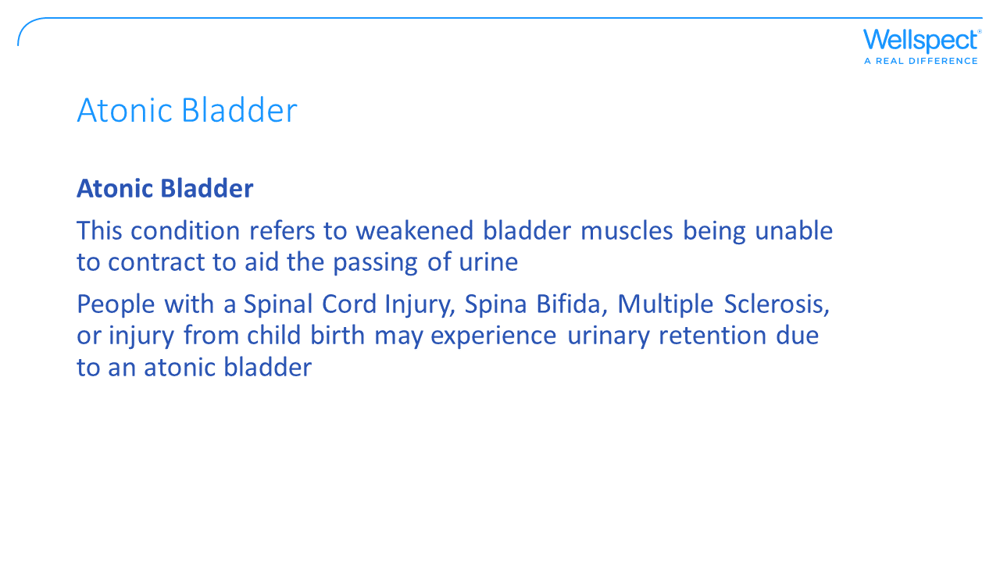 Wellspect®
A REAL DIFFERENCE
Atonic Bladder
Atonic Bladder
This condition refers to weakened bladder muscles being unable
to contract to aid the passing of urine
People with a Spinal Cord Injury, Spina Bifida, Multiple Sclerosis,
or injury from child birth may experience urinary retention due
to an atonic bladder